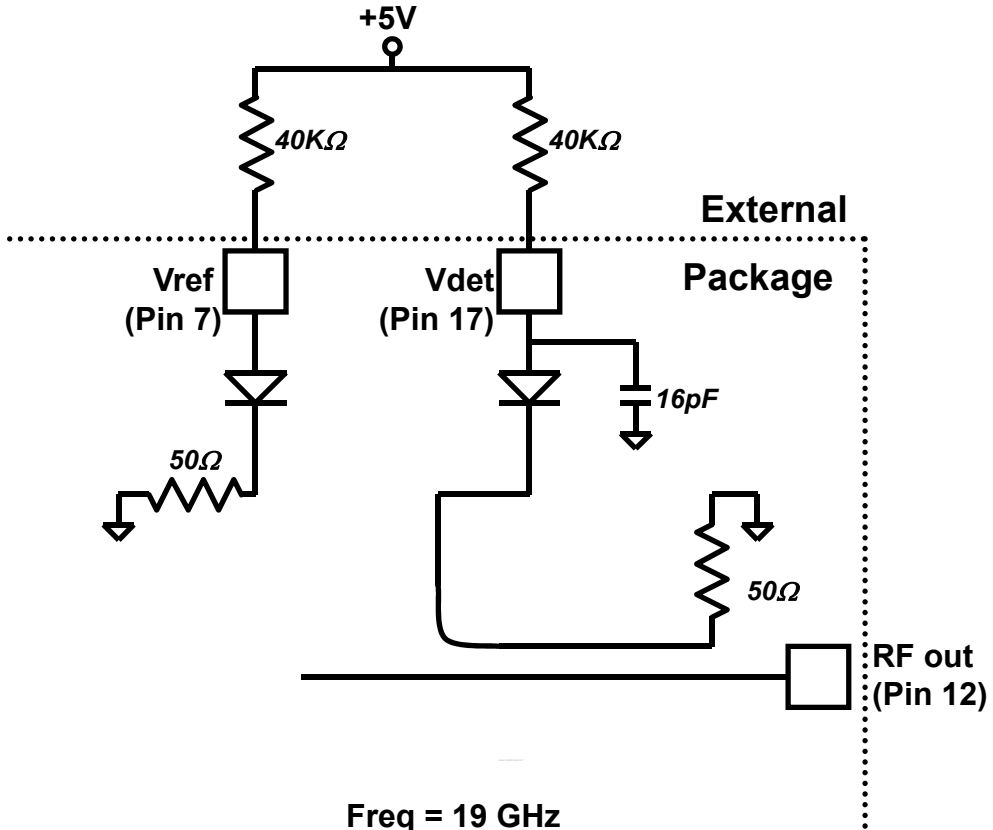 +5V
40KΩ
40KΩ
External
Vref
(Pin 7)
Vdet
(Pin 17)
Package
16pF
50Ω
50Ω
RF out
(Pin 12)
Freq = 19 GHz